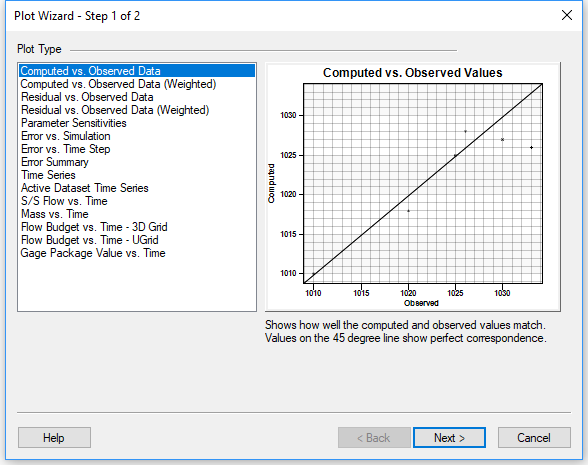 Plot Wizard - Step 1 of 2
Plot Type
Computed vs. Observed Data
Computed vs. Observed Data (Weighted)
Residual vs. Observed Data
Residual vs. Observed Data (Weighted)
Parameter Sensitivities
Error vs. Simulation
Error vs. Time Step
Error Summary
Time Series
Active Dataset Time Series
S/S Flow vs. Time
Mass vs. Time
Flow Budget vs. Time - 3D Grid
Flow Budget vs. Time - UGrid
Gage Package Value vs. Time
Computed vs. Observed Values
Computed
1030
1025
1020
1015
1010
1010 1015 1020 1025 1030
Observed
Shows how well the computed and observed values match.
Values on the 45 degree line show perfect correspondence.
Help
< Back
Next >
Cancel